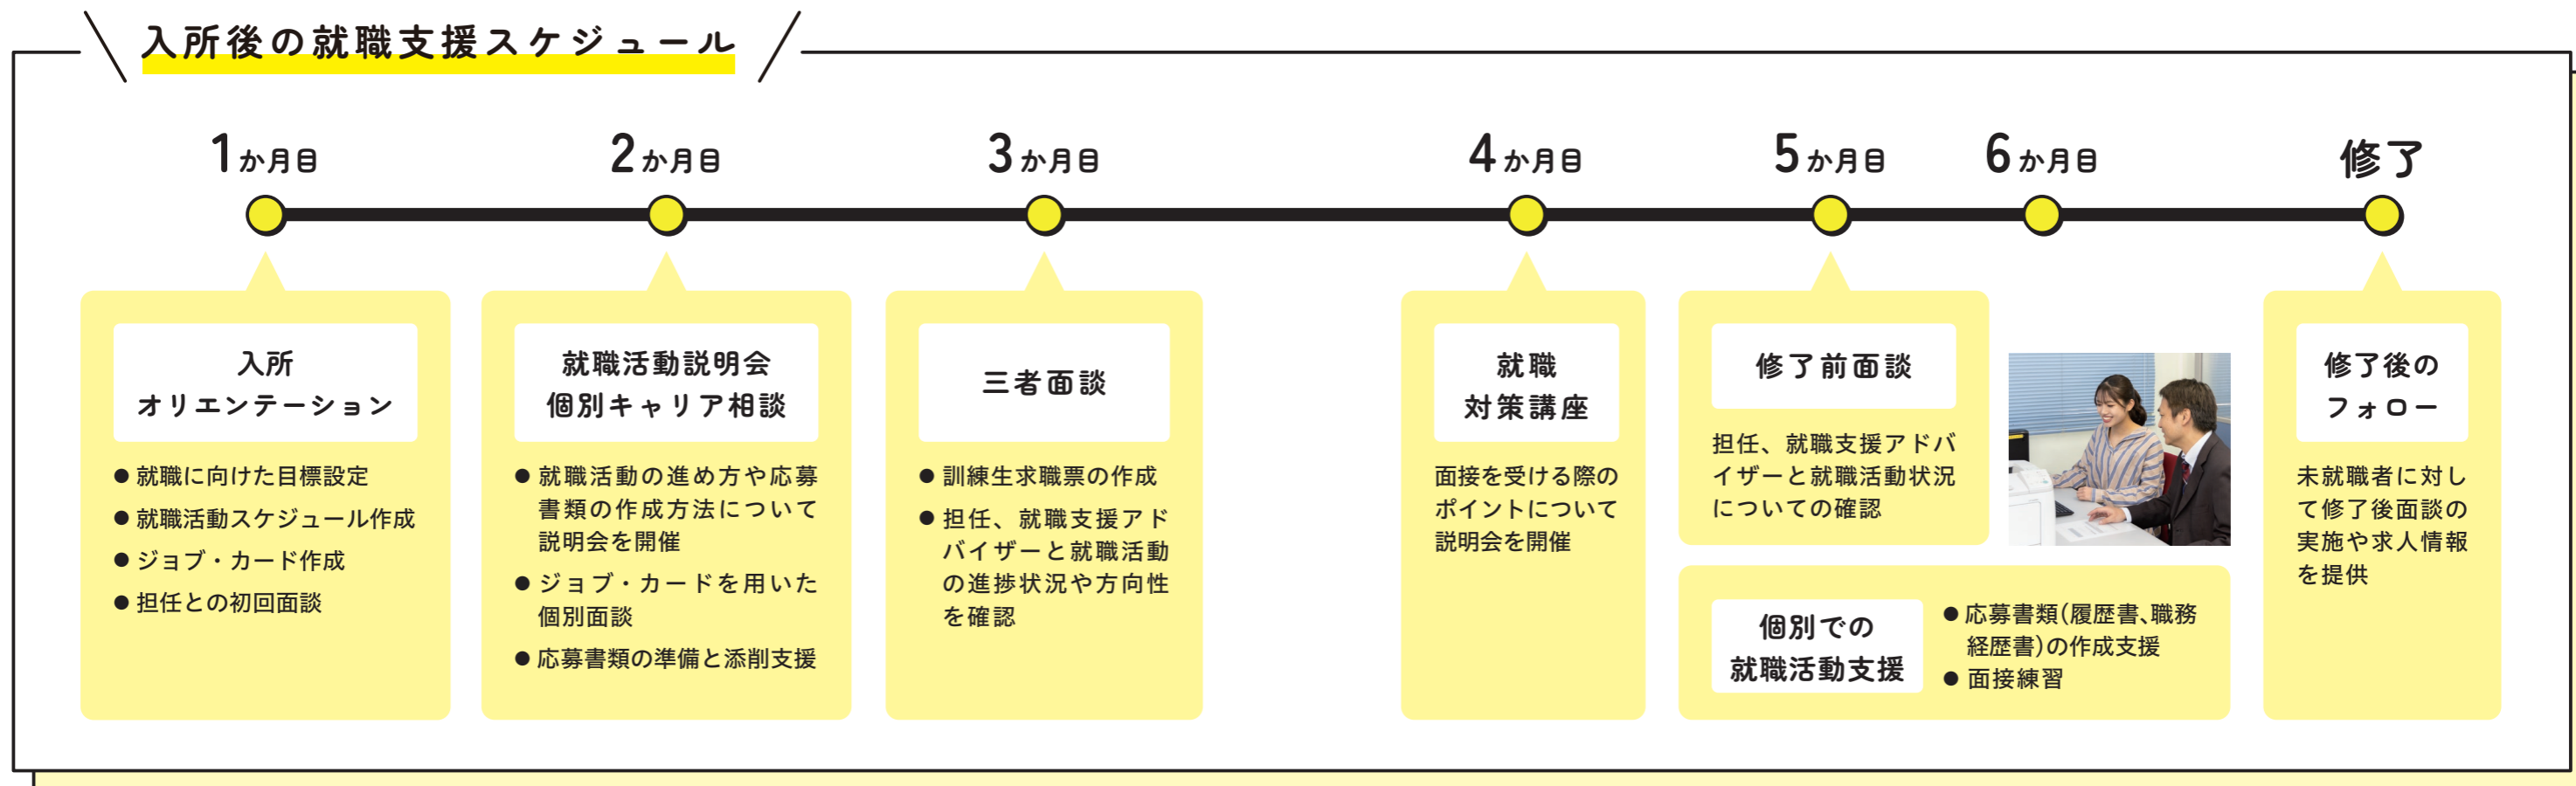 入所後の就職支援スケジュール
1か月目
2か月目
3か月目
4か月目
5か月目
6か月目
修了
入所
オリエンテーション
● 就職に向けた目標設定
● 就職活動スケジュール作成
● ジョブ・カード作成
● 担任との初回面談
就職活動説明会
個別キャリア相談
● 就職活動の進め方や応募
書類の作成方法について
説明会を開催
● ジョブ・カードを用いた
個別面談
● 応募書類の準備と添削支援
三者面談
● 訓練生求職票の作成
● 担任、就職支援アド
バイザーと就職活動
の進捗状況や方向性
を確認
就職
対策講座
面接を受ける際の
ポイントについて
説明会を開催
修了前面談
担任、就職支援アドバ
イザーと就職活動状況
についての確認
個別での
就職活動支援
● 応募書類(履歴書、職務
経歴書)の作成支援
● 面接練習
修了後の
フォロー
未就職者に対し
て修了後面談の
実施や求人情報
を提供